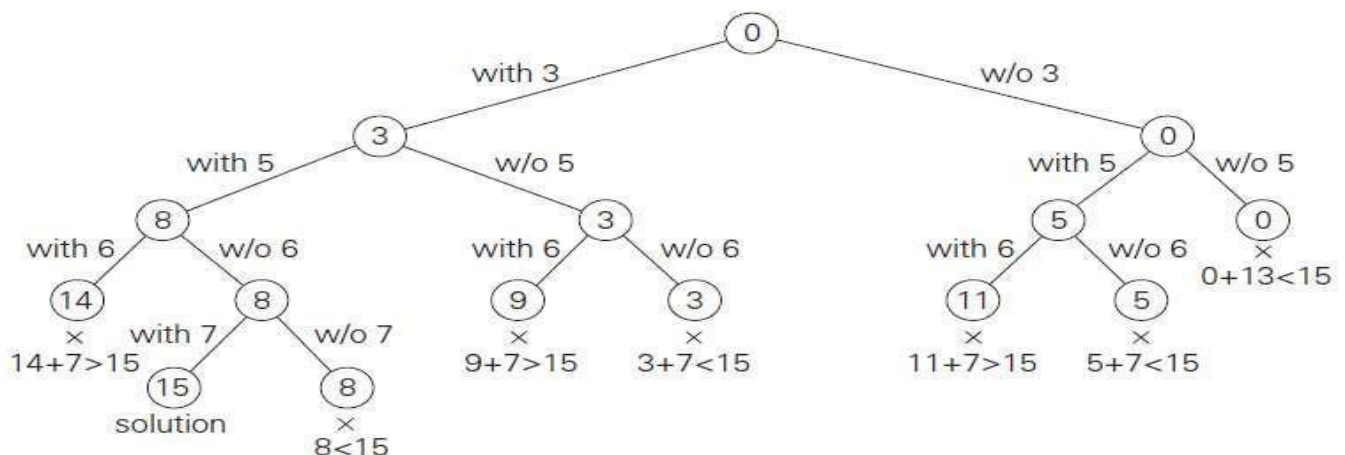 0
with 3
w/o 3
3
0
with 5
w/o 5
with 5
w/o 5
8
3
5
0
with 6
w/o 6
with 6
w/o 6
with 6
w/o 6
×
0+13<15
14
8
9
3
11
5
×
with 7
w/o 7
×
×
×
×
14+7>15
9+7>15
3+7<15
11+7>15
5+7<15
15
8
solution
×
8<15